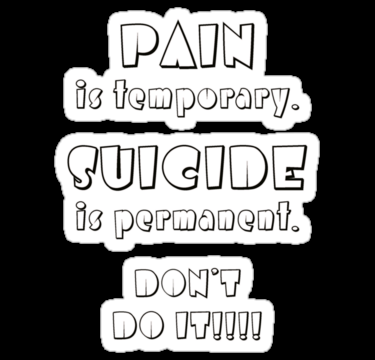 PAIN
is temporary.
SUICIDE
is permanent.
DON'T
DO IT!!!!!